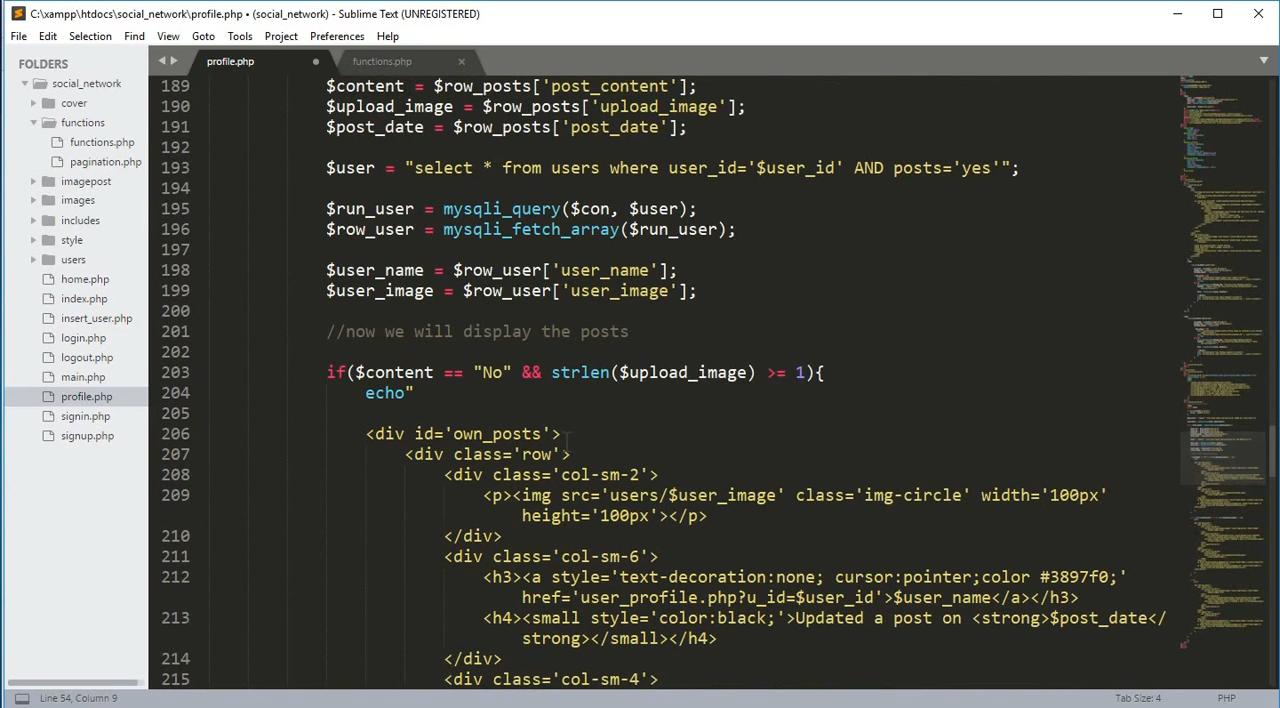 C:\xampp\htdocs\social_network\profile.php • (social_network) - Sublime Text (UNREGISTERED)
File Edit Selection Find View Goto Tools Project Preferences Help
FOLDERS
social_network
cover
functions
functions.php
pagination.php
imagepost
images
includes
style
users
home.php
index.php
insert_user.php
login.php
logout.php
main.php
profile.php
signin.php
signup.php
profile.php functions.php
189 $content = $row_posts['post_content'];
190 $upload_image = $row_posts['upload_image'];
191 $post_date = $row_posts['post_date'];
192
193 $user = "select * from users where user_id='$user_id' AND posts='yes'";
194
195 $run_user = mysqli_query($con, $user);
196 $row_user = mysqli_fetch_array($run_user);
197
198 $user_name = $row_user['user_name'];
199 $user_image = $row_user['user_image'];
200
201 //now we will display the posts
202
203 if($content == "No" && strlen($upload_image) >= 1){
204 echo"
205
206 <div id='own_posts'>
207 <div class='row'>
208 <div class='col-sm-2'>
209 <p><img src='users/$user_image' class='img-circle' width='100px'
height='100px'></p>
210 </div>
211 <div class='col-sm-6'>
212 <h3><a style='text-decoration:none; cursor:pointer;color #3897f0;'
href='user_profile.php?u_id=$user_id'>$user_name</a></h3>
213 <h4><small style='color:black;'>Updated a post on <strong>$post_date</
strong></small></h4>
214 </div>
215 <div class='col-sm-4'>
Line 54, Column 9 Tab Size: 4 PHP